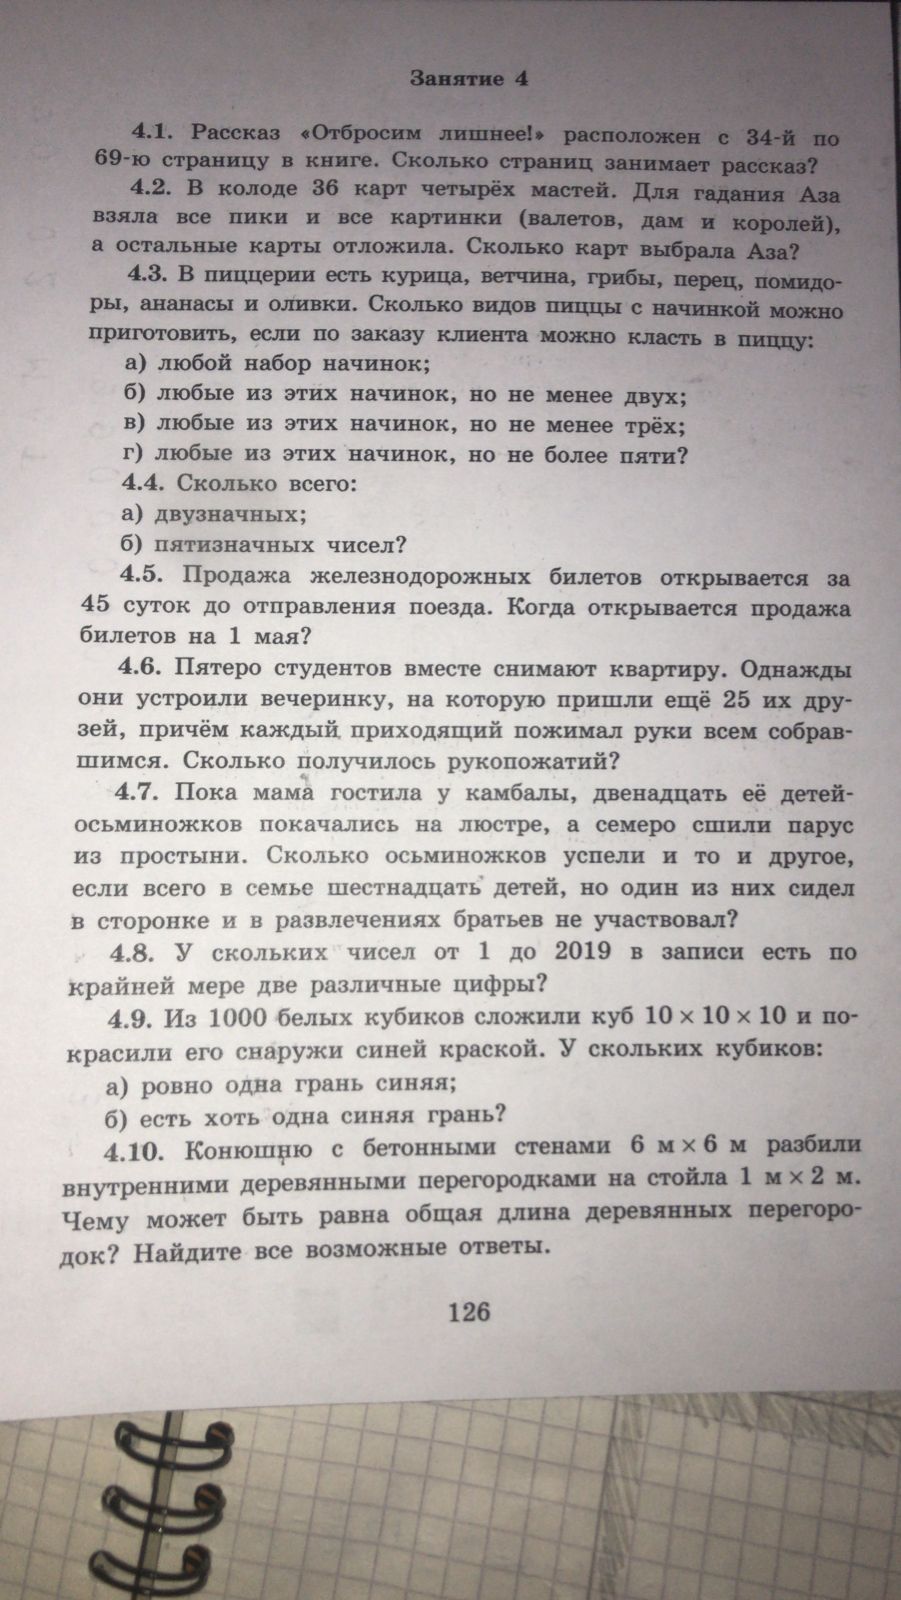 Занятие 4
4.1. Рассказ «Отбросим лишнее!» расположен с 34-й по
69-ю страницу в книге. Сколько страниц занимает рассказ?
4.2. В колоде 36 карт четырёх мастей. Для гадания Аза
взяла все пики и все картинки (валетов, дам и королей),
а остальные карты отложила. Сколько карт выбрала Аза?
4.3. В пиццерии есть курица, ветчина, грибы, перец, помидо-
ры, ананасы и оливки. Сколько видов пиццы с начинкой можно
приготовить, если по заказу клиента можно класть в пиццу:
а) любой набор начинок;
б) любые из этих начинок, но не менее двух;
в) любые из этих начинок, но не менее трёх;
г) любые из этих начинок, но не более пяти?
4.4. Сколько всего:
а) двузначных;
б) пятизначных чисел?
4.5. Продажа железнодорожных билетов открывается за
45 суток до отправления поезда. Когда открывается продажа
билетов на 1 мая?
4.6. Пятеро студентов вместе снимают квартиру. Однажды
они устроили вечеринку, на которую пришли ещё 25 их дру-
зей, причём каждый приходящий пожимал руки всем собрав-
шимся. Сколько получилось рукопожатий?
4.7. Пока мама гостила у камбалы, двенадцать её детей-
осьминожков покачались на люстре, а семеро сшили парус
из простыни. Сколько осьминожков успели и то и другое,
если всего в семье шестнадцать детей, но один из них сидел
в сторонке и в развлечениях братьев не участвовал?
4.8. У скольких чисел от 1 до 2019 в записи есть по
крайней мере две различные цифры?
4.9. Из 1000 белых кубиков сложили куб 10 × 10 × 10 и по-
красили его снаружи синей краской. У скольких кубиков:
а) ровно одна грань синяя;
б) есть хоть одна синяя грань?
4.10. Конюшню с бетонными стенами 6 м × 6 м разбили
внутренними деревянными перегородками на стойла 1 м × 2 м.
Чему может быть равна общая длина деревянных перегоро-
док? Найдите все возможные ответы.
126